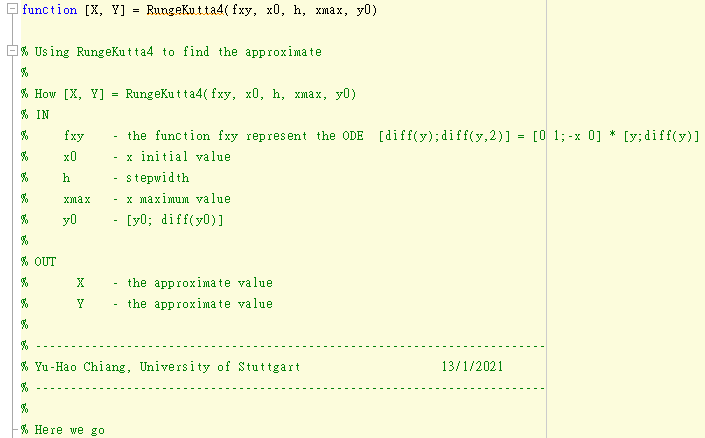 function [X, Y] = RungeKutta4(fxy, x0, h, xmax, y0)
% Using RungeKutta4 to find the approximate
%
% How [X, Y] = RungeKutta4(fxy, x0, h, xmax, y0)
% IN
%     fxy    - the function fxy represent the ODE  [diff(y);diff(y,2)] = [0 1;-x 0] * [y;diff(y)]
%     x0     - x initial value
%     h      - stepwidth
%     xmax   - x maximum value
%     y0     - [y0; diff(y0)]
%
% OUT
%       X    - the approximate value
%       Y    - the approximate value
%
% -------------------------------------------------------------------------
% Yu-Hao Chiang, University of Stuttgart                    13/1/2021
% -------------------------------------------------------------------------
%
% Here we go